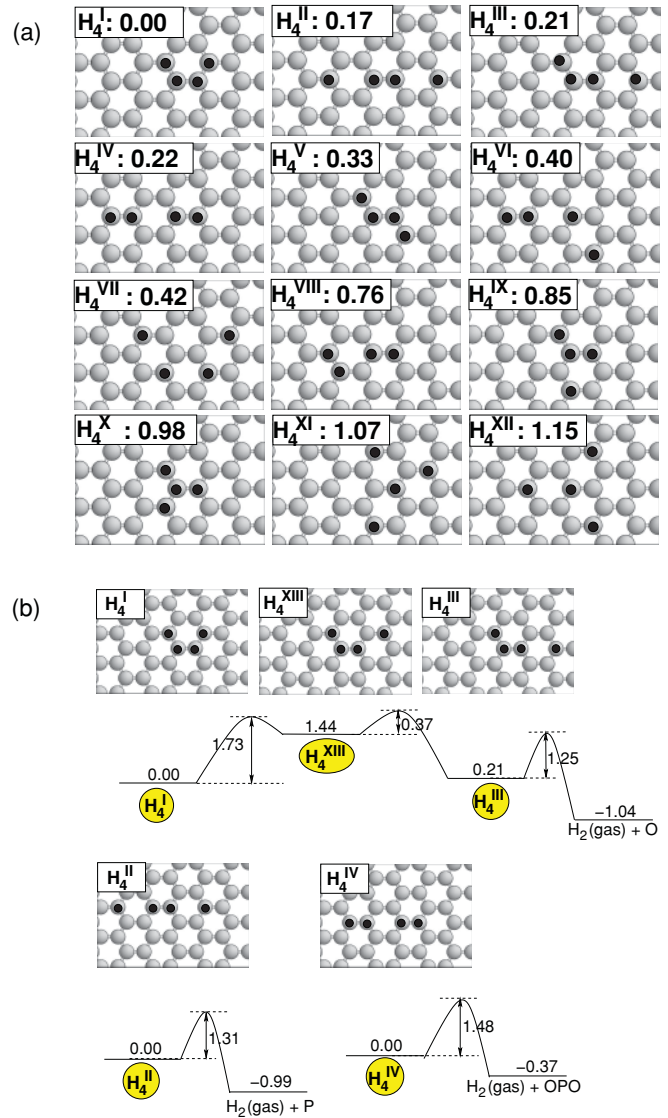 (a)
H₄ᴵ: 0.00
H₄ᴵᴵ: 0.17
H₄ᴵᴵᴵ: 0.21
H₄ᴵⱽ: 0.22
H₄ⱽ: 0.33
H₄ⱽᴵ: 0.40
H₄ⱽᴵᴵ: 0.42
H₄ⱽᴵᴵᴵ: 0.76
H₄ᴵˣ: 0.85
H₄ˣ : 0.98
H₄ˣᴵ: 1.07
H₄ˣᴵᴵ: 1.15
(b)
H₄ᴵ
H₄ˣᴵᴵᴵ
H₄ᴵᴵᴵ
1.73
1.44
0.37
H₄ˣᴵᴵᴵ
0.00
H₄ᴵ
0.21
H₄ᴵᴵᴵ
1.25
−1.04
H₂(gas) + O
H₄ᴵᴵ
H₄ᴵⱽ
0.00
1.31
H₄ᴵᴵ
−0.99
H₂(gas) + P
0.00
1.48
H₄ᴵⱽ
−0.37
H₂(gas) + OPO